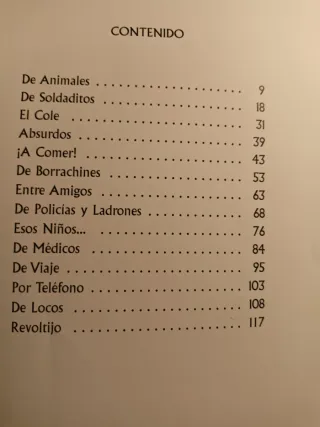 CONTENIDO
De Animales . . . . . . . . . . . . . . . . . . . . . 9
De Soldaditos . . . . . . . . . . . . . . . . . . . . 18
El Cole . . . . . . . . . . . . . . . . . . . . . . . 31
Absurdos . . . . . . . . . . . . . . . . . . . . . . 39
¡A Comer! . . . . . . . . . . . . . . . . . . . . . 43
De Borrachines . . . . . . . . . . . . . . . . . . 53
Entre Amigos . . . . . . . . . . . . . . . . . . . 63
De Policías y Ladrones . . . . . . . . . . . . 68
Esos Niños... . . . . . . . . . . . . . . . . . . . 76
De Médicos . . . . . . . . . . . . . . . . . . . . 84
De Viaje . . . . . . . . . . . . . . . . . . . . . . 95
Por Teléfono . . . . . . . . . . . . . . . . . . . 103
De Locos . . . . . . . . . . . . . . . . . . . . . 108
Revoltijo . . . . . . . . . . . . . . . . . . . . . 117